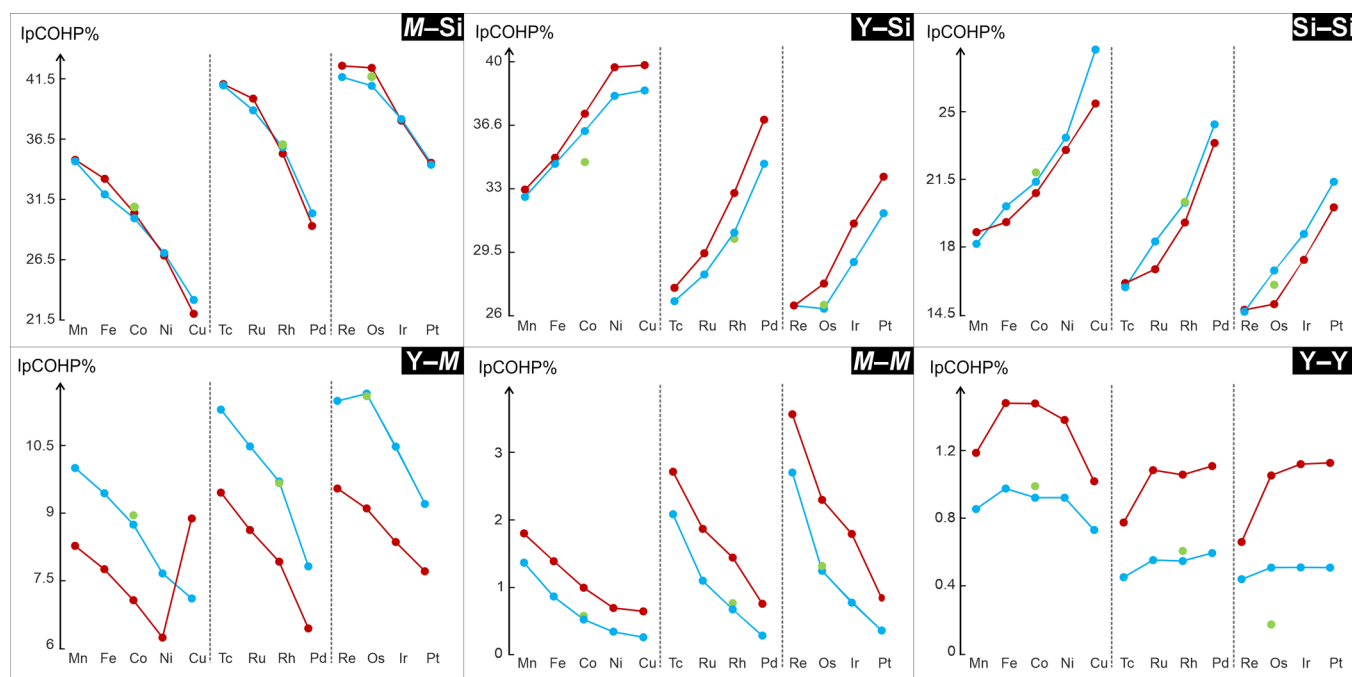 IpCOHP%
M–Si
41.5
36.5
31.5
26.5
21.5
Mn Fe Co Ni Cu Tc Ru Rh Pd Re Os Ir Pt
IpCOHP%
Y–Si
40
36.6
33
29.5
26
Mn Fe Co Ni Cu Tc Ru Rh Pd Re Os Ir Pt
IpCOHP%
Si–Si
25
21.5
18
14.5
Mn Fe Co Ni Cu Tc Ru Rh Pd Re Os Ir Pt
IpCOHP%
Y–M
10.5
9
7.5
6
Mn Fe Co Ni Cu Tc Ru Rh Pd Re Os Ir Pt
IpCOHP%
M–M
3
2
1
0
Mn Fe Co Ni Cu Tc Ru Rh Pd Re Os Ir Pt
IpCOHP%
Y–Y
1.2
0.8
0.4
0
Mn Fe Co Ni Cu Tc Ru Rh Pd Re Os Ir Pt